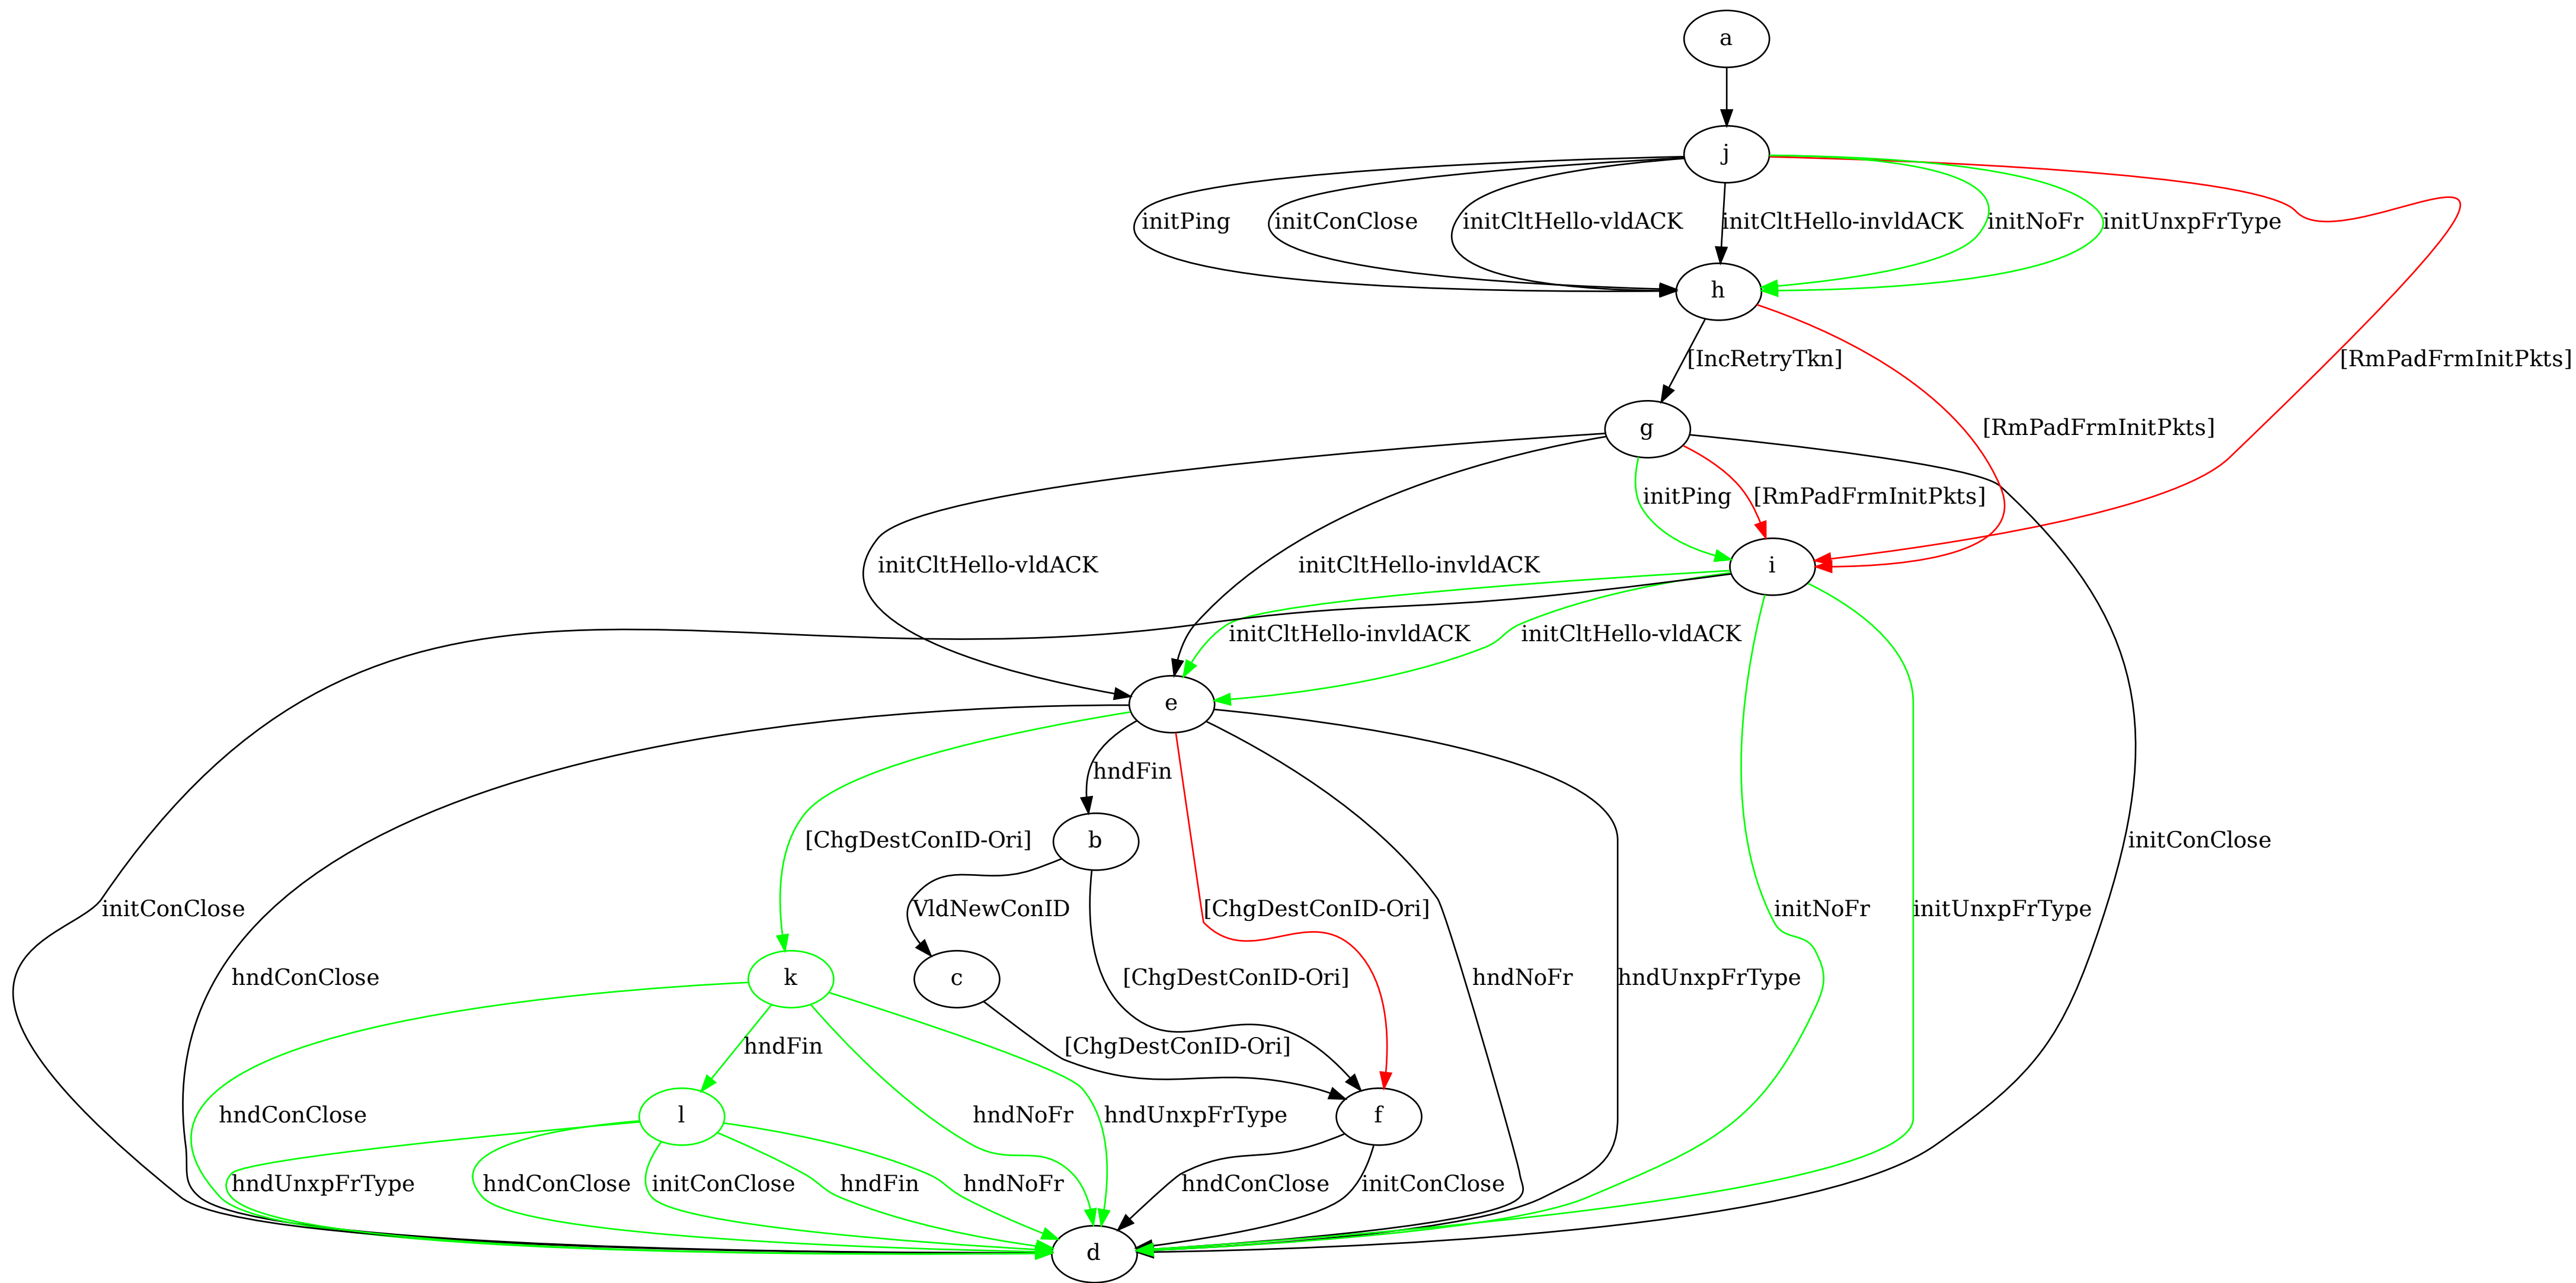 a
j
initPing
initConClose
initCltHello-vldACK
initCltHello-invldACK
initNoFr
initUnxpFrType
h
[IncRetryTkn]
[RmPadFrmInitPkts]
g
[RmPadFrmInitPkts]
initPing
[RmPadFrmInitPkts]
initCltHello-vldACK
initCltHello-invldACK
i
initCltHello-invldACK
initCltHello-vldACK
e
hndFin
[ChgDestConID-Ori]
b
initConClose
initConClose
VldNewConID
[ChgDestConID-Ori]
initNoFr
initUnxpFrType
hndConClose
k
c
[ChgDestConID-Ori]
hndNoFr
hndUnxpFrType
hndFin
[ChgDestConID-Ori]
hndConClose
l
hndNoFr
hndUnxpFrType
f
hndUnxpFrType
hndConClose
initConClose
hndFin
hndNoFr
hndConClose
initConClose
d